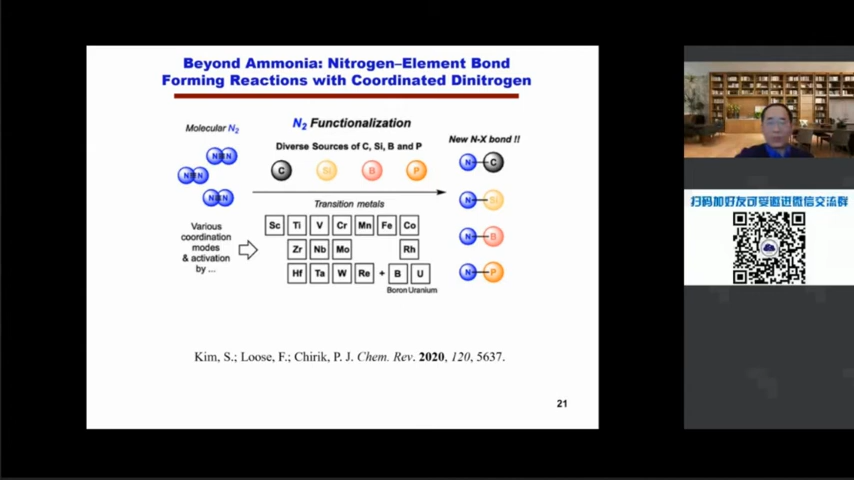 Beyond Ammonia: Nitrogen–Element Bond
Forming Reactions with Coordinated Dinitrogen
Molecular N2
N2 Functionalization
Diverse Sources of C, Si, B and P
New N-X bond !!
N≡N
N≡N
N≡N
C Si B P
N C
N Si
N B
N P
Transition metals
Various
coordination
modes
& activation
by ...
Sc Ti V Cr Mn Fe Co
Zr Nb Mo Rh
Hf Ta W Re + B U
Boron Uranium
Kim, S.; Loose, F.; Chirik, P. J. Chem. Rev. 2020, 120, 5637.
21
扫码加好友可受邀进微信交流群